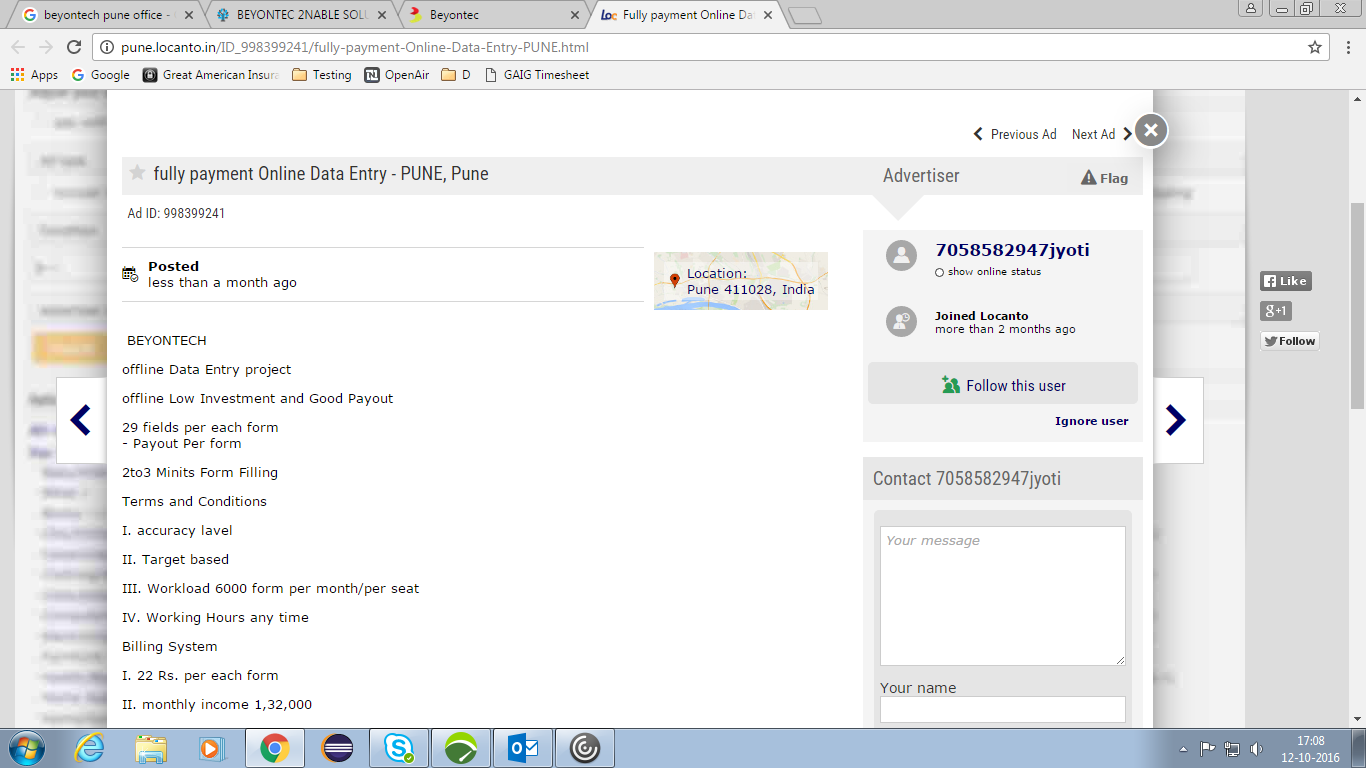 beyontech pune office -
BEYONTEC 2NABLE SOLU
Beyontec
Fully payment Online Da
pune.locanto.in/ID_998399241/fully-payment-Online-Data-Entry-PUNE.html
Apps
Google
Great American Insura
Testing
OpenAir
D
GAIG Timesheet
Previous Ad
Next Ad
fully payment Online Data Entry - PUNE, Pune
Advertiser
Flag
Ad ID: 998399241
Posted
less than a month ago
Location:
Pune 411028, India
7058582947jyoti
show online status
Joined Locanto
more than 2 months ago
Follow this user
Ignore user
Contact 7058582947jyoti
Your message
Your name
BEYONTECH
offline Data Entry project
offline Low Investment and Good Payout
29 fields per each form
- Payout Per form
2to3 Minits Form Filling
Terms and Conditions
I. accuracy lavel
II. Target based
III. Workload 6000 form per month/per seat
IV. Working Hours any time
Billing System
I. 22 Rs. per each form
II. monthly income 1,32,000
Like
g+1
Follow
17:08
12-10-2016